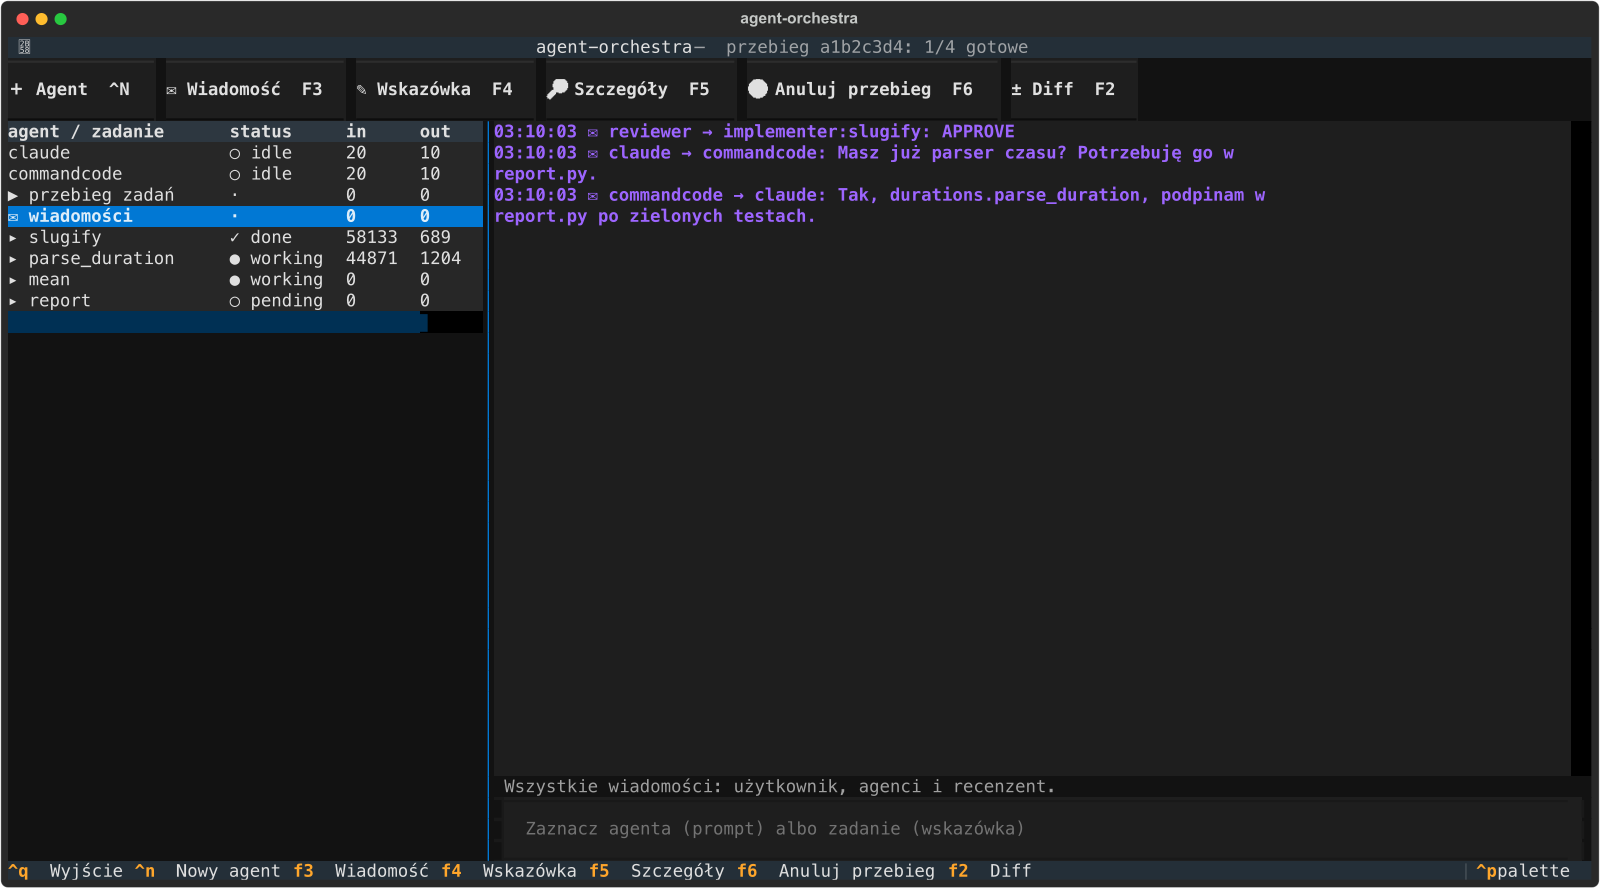 agent-orchestra
agent-orchestra— przebieg a1b2c3d4: 1/4 gotowe
+ Agent ^N ✉ Wiadomość F3 ✎ Wskazówka F4 🔎 Szczegóły F5 ⬤ Anuluj przebieg F6 ± Diff F2
agent / zadanie status in out
claude ○ idle 20 10
commandcode ○ idle 20 10
▶ przebieg zadań · 0 0
✉ wiadomości · 0 0
▸ slugify ✓ done 58133 689
▸ parse_duration ● working 44871 1204
▸ mean ● working 0 0
▸ report ○ pending 0 0
03:10:03 ✉ reviewer → implementer:slugify: APPROVE
03:10:03 ✉ claude → commandcode: Masz już parser czasu? Potrzebuję go w
report.py.
03:10:03 ✉ commandcode → claude: Tak, durations.parse_duration, podpinam w
report.py po zielonych testach.
Wszystkie wiadomości: użytkownik, agenci i recenzent.
Zaznacz agenta (prompt) albo zadanie (wskazówka)
^q Wyjście ^n Nowy agent f3 Wiadomość f4 Wskazówka f5 Szczegóły f6 Anuluj przebieg f2 Diff ^ppalette